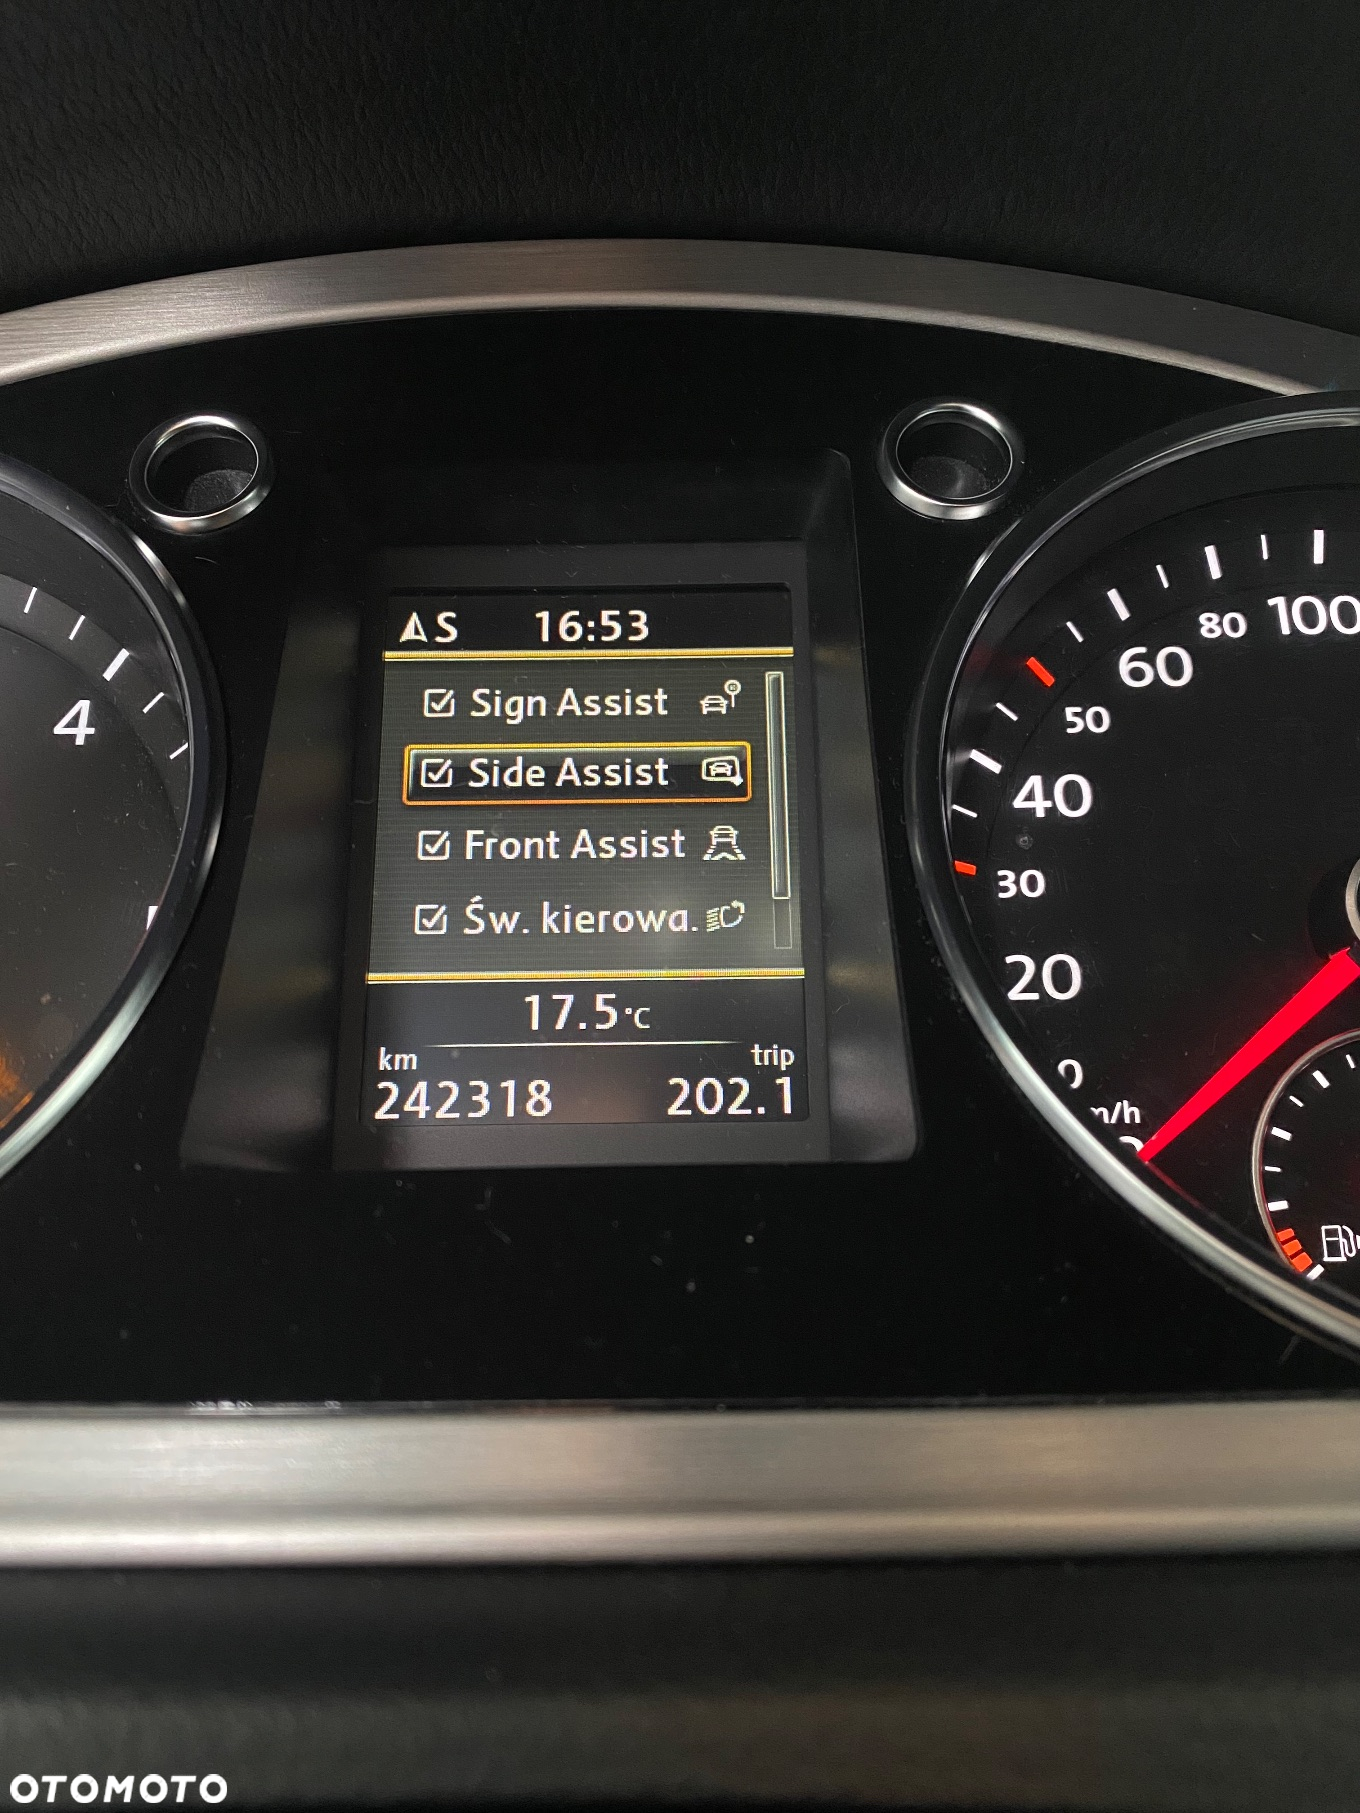 S 16:53
Sign Assist
Side Assist
Front Assist
Św. kierowa.
17.5°C
km trip
242318 202.1
4
100
80
60
50
40
30
20
OTOMOTO